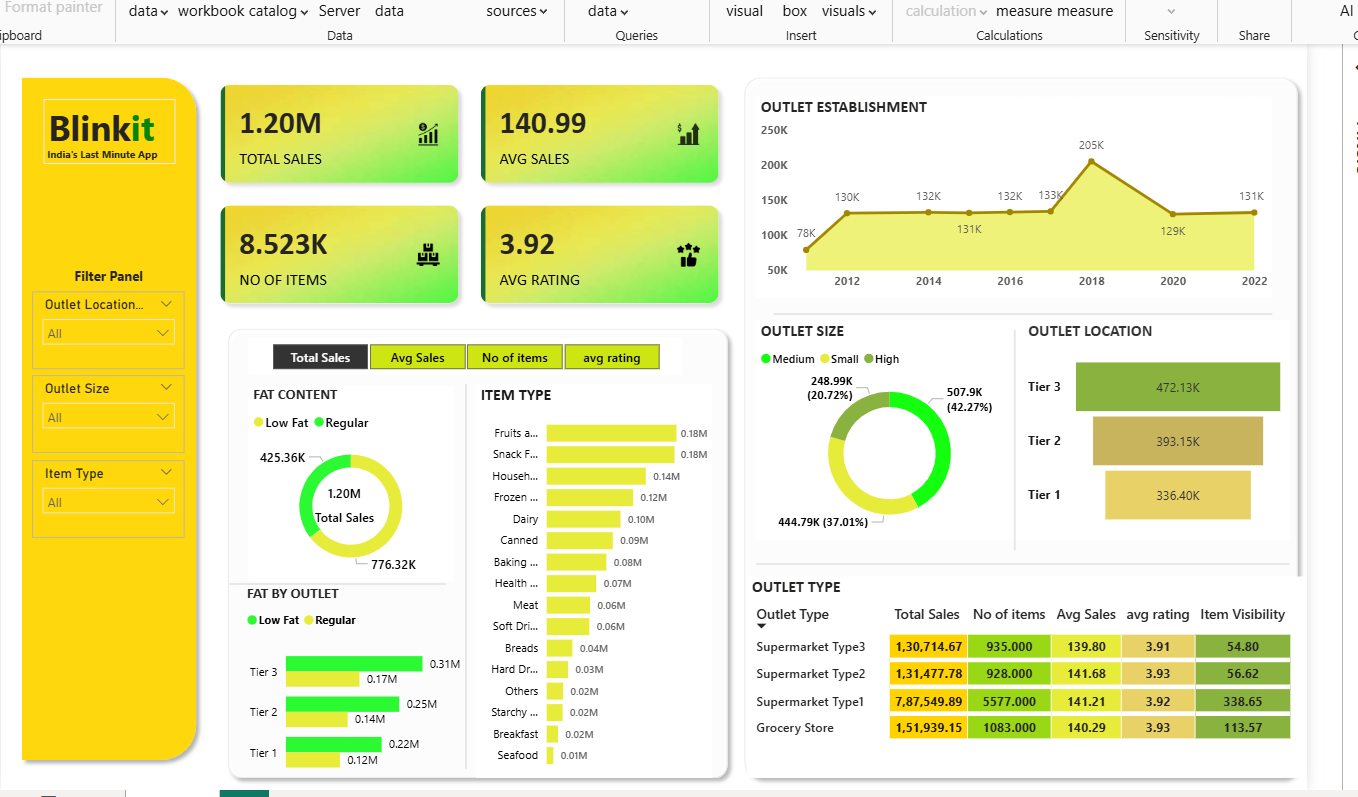 Format painter
data workbook catalog Server data sources data visual box visuals calculation measure measure AI
ipboard Data Queries Insert Calculations Sensitivity Share
Blinkit
India's Last Minute App
Filter Panel
Outlet Location...
All
Outlet Size
All
Item Type
All
1.20M
TOTAL SALES
140.99
AVG SALES
8.523K
NO OF ITEMS
3.92
AVG RATING
Total Sales Avg Sales No of items avg rating
FAT CONTENT
Low Fat Regular
425.36K
1.20M
Total Sales
776.32K
FAT BY OUTLET
Low Fat Regular
Tier 3 0.31M
0.17M
Tier 2 0.25M
0.14M
Tier 1 0.22M
0.12M
ITEM TYPE
Fruits a... 0.18M
Snack F... 0.18M
Househ... 0.14M
Frozen ... 0.12M
Dairy 0.10M
Canned 0.09M
Baking ... 0.08M
Health ... 0.07M
Meat 0.06M
Soft Dri... 0.06M
Breads 0.04M
Hard Dr... 0.03M
Others 0.02M
Starchy ... 0.02M
Breakfast 0.02M
Seafood 0.01M
OUTLET ESTABLISHMENT
250K
200K
150K
100K
50K
78K 130K 132K 131K 132K 133K 205K 129K 131K
2012 2014 2016 2018 2020 2022
OUTLET SIZE
Medium Small High
248.99K
(20.72%)
507.9K
(42.27%)
444.79K (37.01%)
OUTLET LOCATION
Tier 3 472.13K
Tier 2 393.15K
Tier 1 336.40K
OUTLET TYPE
Outlet Type Total Sales No of items Avg Sales avg rating Item Visibility
Supermarket Type3 1,30,714.67 935.000 139.80 3.91 54.80
Supermarket Type2 1,31,477.78 928.000 141.68 3.93 56.62
Supermarket Type1 7,87,549.89 5577.000 141.21 3.92 338.65
Grocery Store 1,51,939.15 1083.000 140.29 3.93 113.57